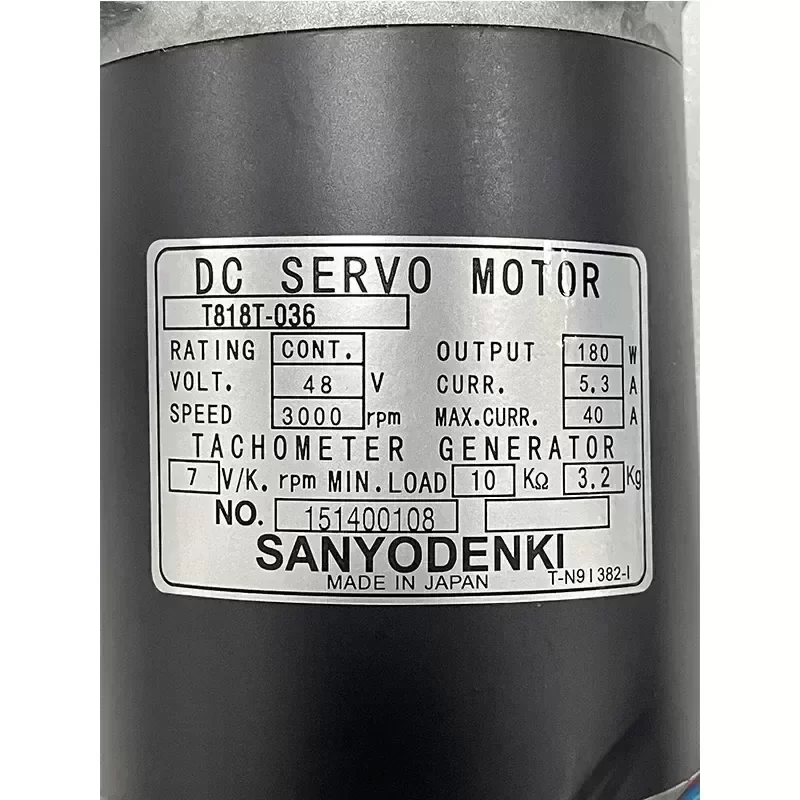 DC SERVO MOTOR
T818T-036
RATING CONT. OUTPUT 180 W
VOLT. 48 V CURR. 5.3 A
SPEED 3000 rpm MAX.CURR. 40 A
TACHOMETER GENERATOR
7 V/K.rpm MIN.LOAD 10 KΩ 3.2 Kg
NO. 151400108
SANYODENKI
MADE IN JAPAN T-N91382-1